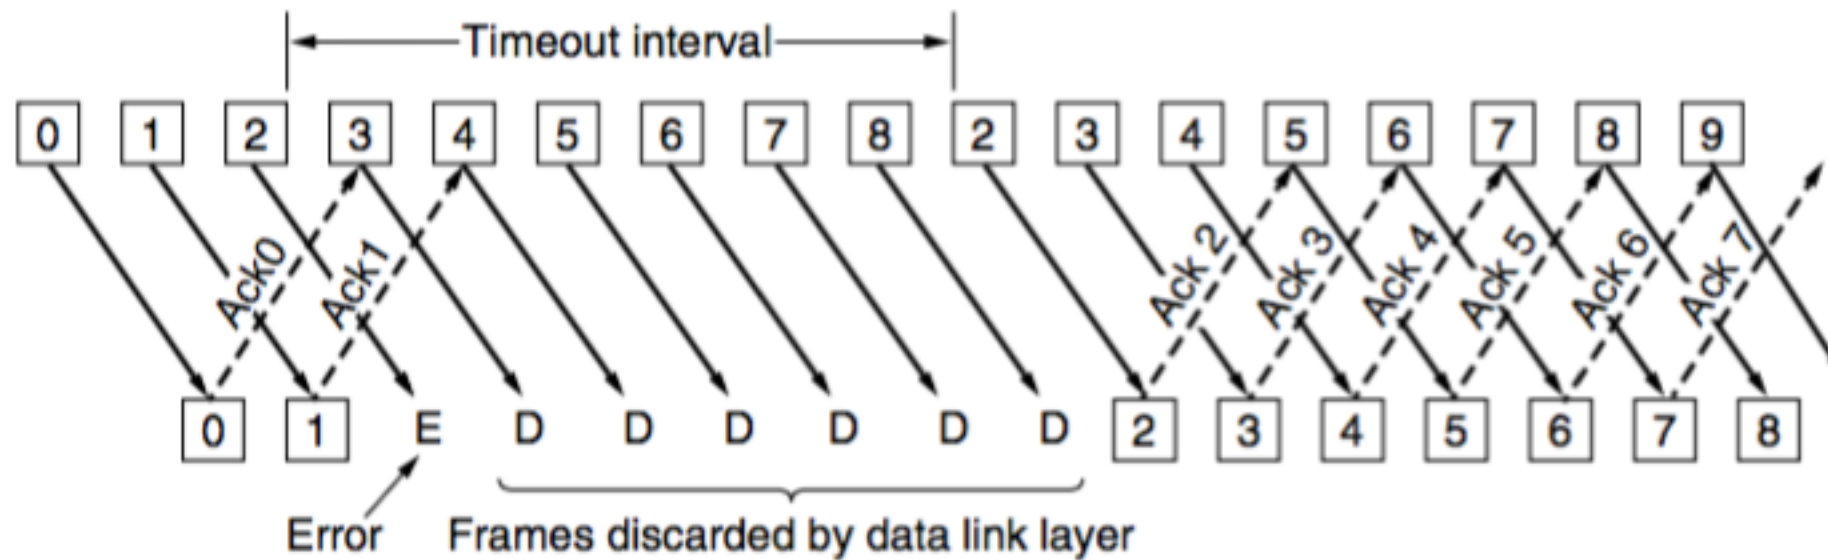 Timeout interval
0 1 2 3 4 5 6 7 8 2 3 4 5 6 7 8 9
Ack0 Ack1 Ack 2 Ack 3 Ack 4 Ack 5 Ack 6 Ack 7
0 1 E D D D D D D 2 3 4 5 6 7 8
Error Frames discarded by data link layer